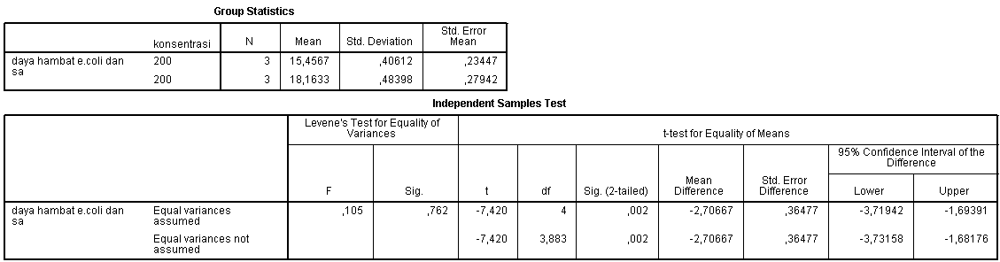 Group Statistics
konsentrasi N Mean Std. Deviation Std. Error Mean
daya hambat e.coli dan sa 200 3 15,4567 ,40612 ,23447
200 3 18,1633 ,48398 ,27942
Independent Samples Test
Levene's Test for Equality of Variances t-test for Equality of Means
95% Confidence Interval of the Difference
F Sig. t df Sig. (2-tailed) Mean Difference Std. Error Difference Lower Upper
daya hambat e.coli dan sa Equal variances assumed ,105 ,762 -7,420 4 ,002 -2,70667 ,36477 -3,71942 -1,69391
Equal variances not assumed -7,420 3,883 ,002 -2,70667 ,36477 -3,73158 -1,68176